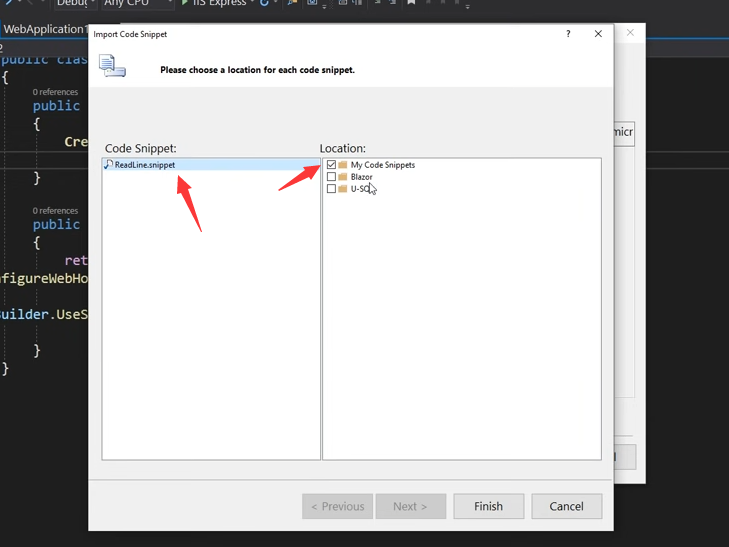 Debug Any CPU IIS Express
Import Code Snippet ?
WebApplication1
Please choose a location for each code snippet.
public clas
{
0 references
public
{
Cre
}
0 references
public
{
ret
nfigureWebHo
uilder.UseS
}
}
micr
Code Snippet: Location:
ReadLine.snippet
My Code Snippets
Blazor
U-SQ
< Previous Next > Finish Cancel